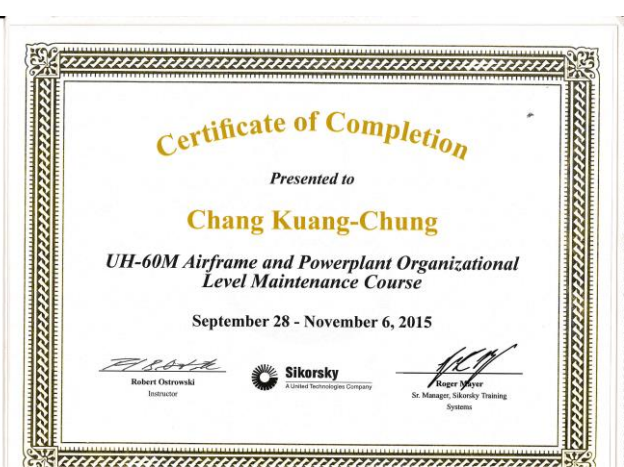 Certificate of Completion
Presented to
Chang Kuang-Chung
UH-60M Airframe and Powerplant Organizational
Level Maintenance Course
September 28 - November 6, 2015
Robert Ostrowski
Instructor
Sikorsky
A United Technologies Company
Roger Mayer
Sr. Manager, Sikorsky Training
Systems